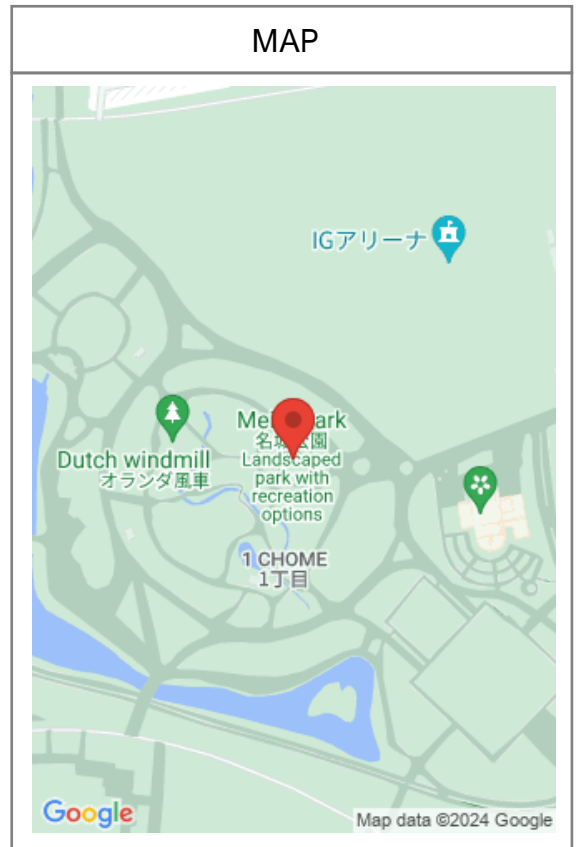 MAP
IGアリーナ
Dutch windmill
オランダ風車
Landscaped
park with
recreation
options
1 CHOME
1丁目
Google
Map data ©2024 Google